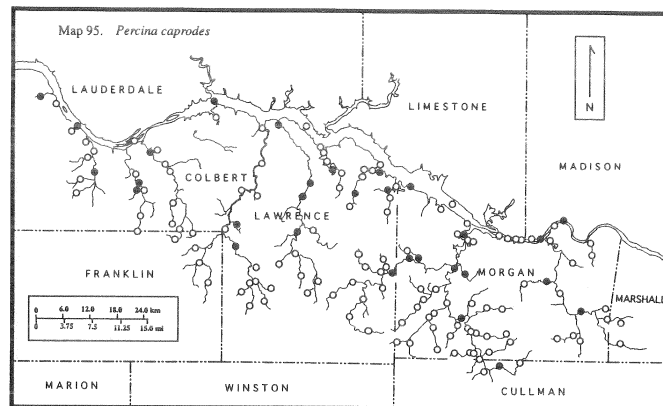 Map 95. Percina caprodes
LAUDERDALE
LIMESTONE
N
MADISON
COLBERT
LAWRENCE
FRANKLIN
MORGAN
MARSHALL
0 6.0 12.0 18.0 24.0 km
0 3.75 7.5 11.25 15.0 mi
MARION
WINSTON
CULLMAN